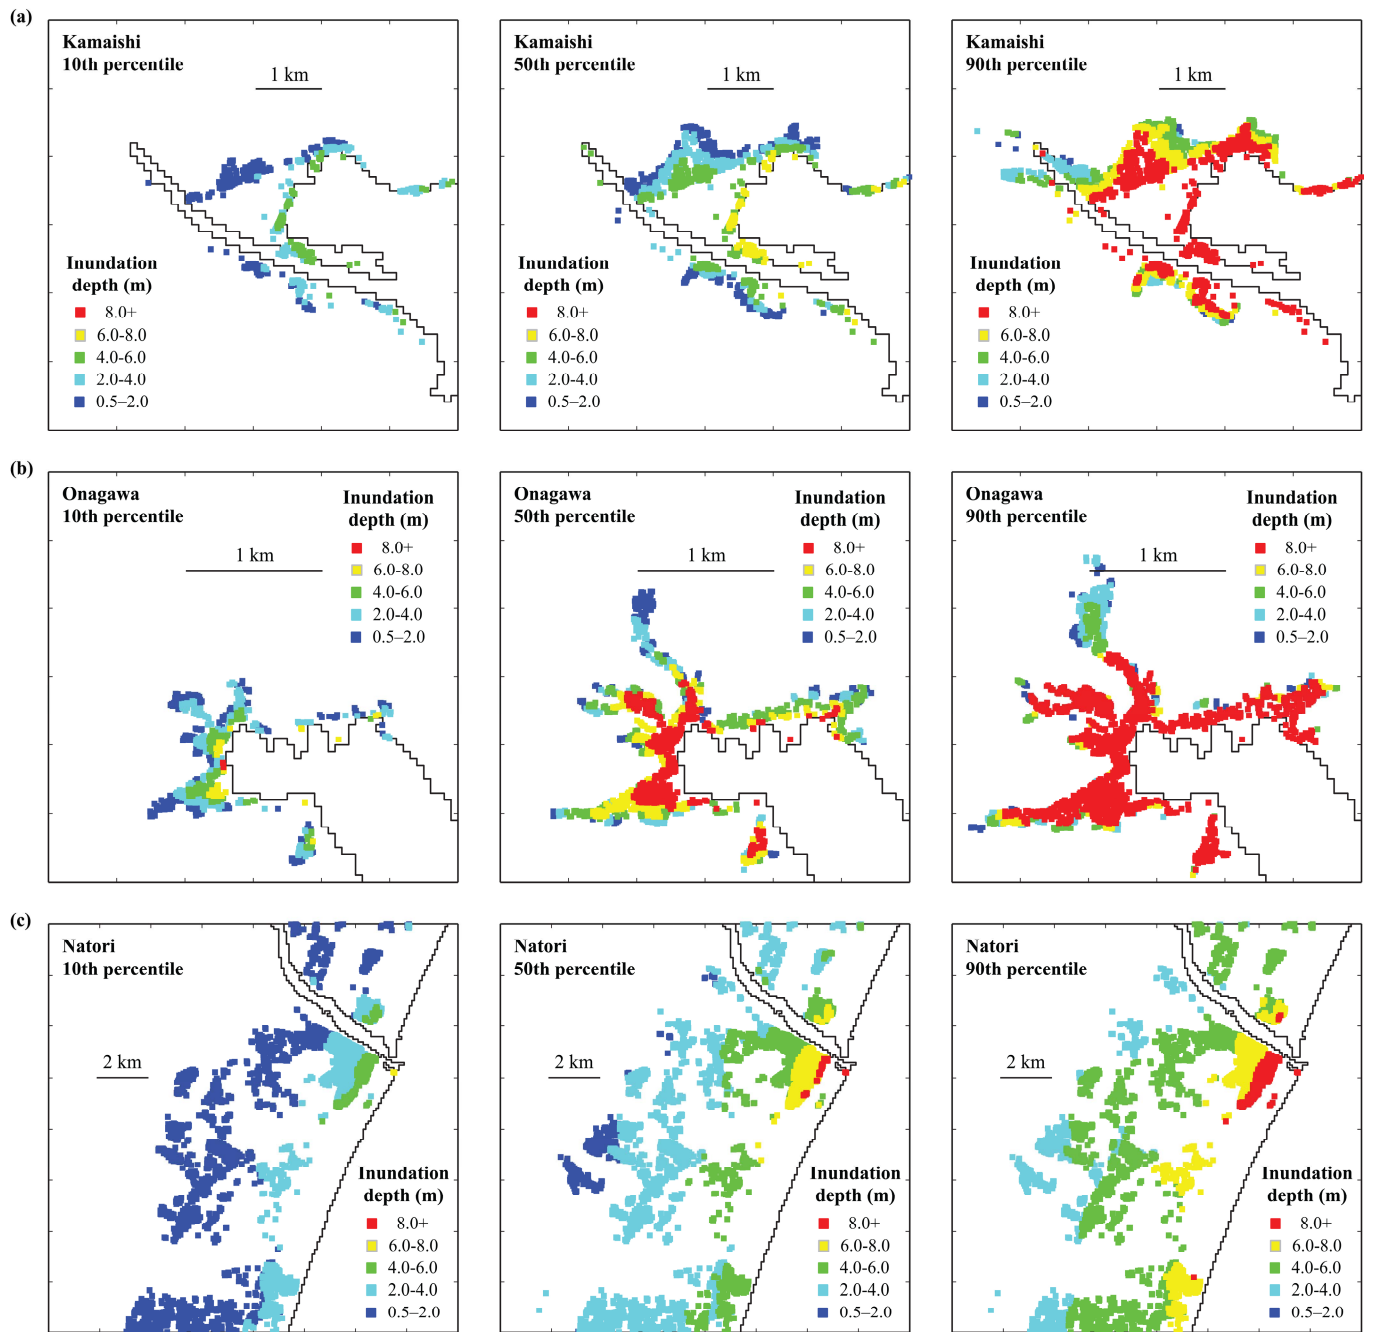 (a)
Kamaishi
10th percentile
1 km
Inundation
depth (m)
8.0+
6.0-8.0
4.0-6.0
2.0-4.0
0.5–2.0
Kamaishi
50th percentile
1 km
Inundation
depth (m)
8.0+
6.0-8.0
4.0-6.0
2.0-4.0
0.5–2.0
Kamaishi
90th percentile
1 km
Inundation
depth (m)
8.0+
6.0-8.0
4.0-6.0
2.0-4.0
0.5–2.0
(b)
Onagawa
10th percentile
Inundation
depth (m)
8.0+
6.0-8.0
4.0-6.0
2.0-4.0
0.5–2.0
1 km
Onagawa
50th percentile
Inundation
depth (m)
8.0+
6.0-8.0
4.0-6.0
2.0-4.0
0.5–2.0
1 km
Onagawa
90th percentile
Inundation
depth (m)
8.0+
6.0-8.0
4.0-6.0
2.0-4.0
0.5–2.0
1 km
(c)
Natori
10th percentile
2 km
Inundation
depth (m)
8.0+
6.0-8.0
4.0-6.0
2.0-4.0
0.5–2.0
Natori
50th percentile
2 km
Inundation
depth (m)
8.0+
6.0-8.0
4.0-6.0
2.0-4.0
0.5–2.0
Natori
90th percentile
2 km
Inundation
depth (m)
8.0+
6.0-8.0
4.0-6.0
2.0-4.0
0.5–2.0